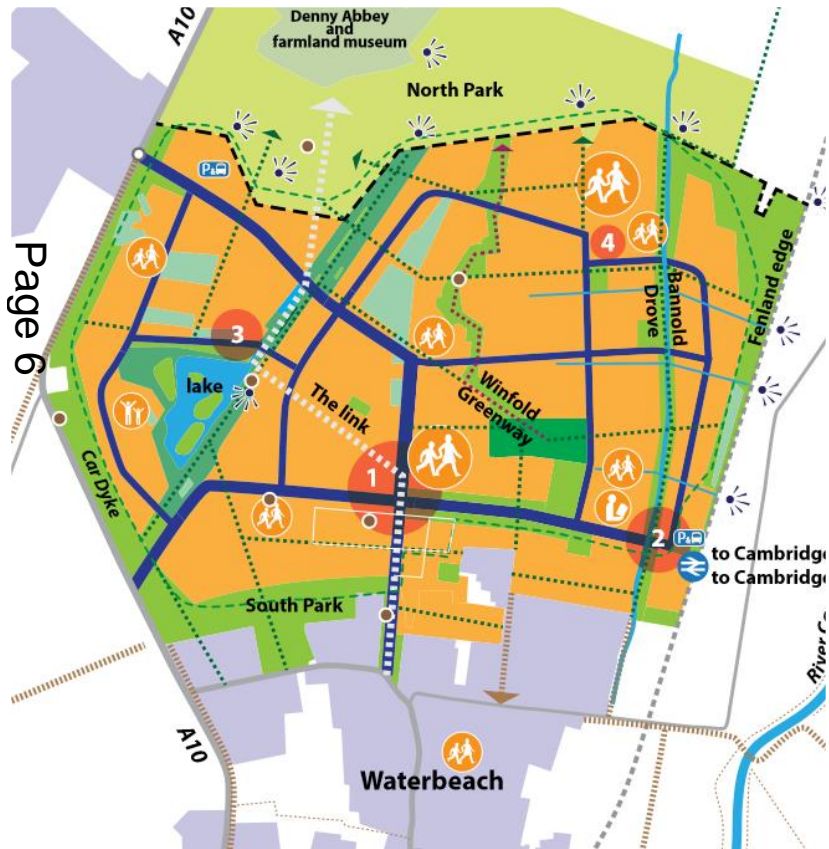 A10
Denny Abbey
and
farmland museum
North Park
P&
Page 6
4
Bannold
Drove
Fenland edge
3
lake
The link
Winfold
Greenway
1
Car Dyke
2
P&
to Cambridge
to Cambridge
South Park
River
A10
Waterbeach